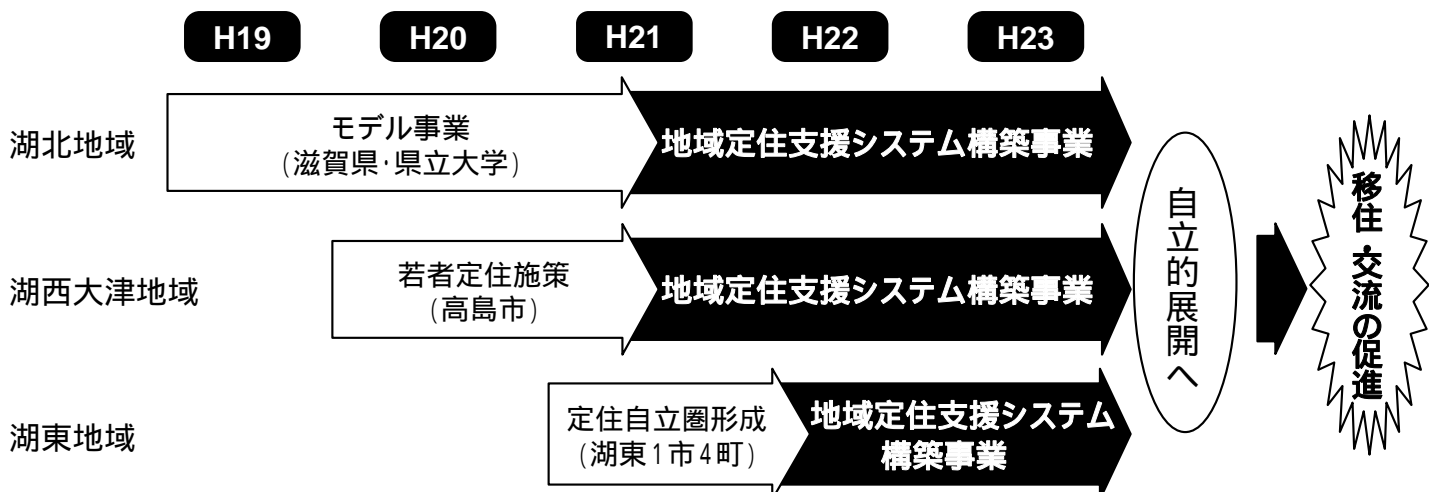 H19 H20 H21 H22 H23
湖北地域
モデル事業
(滋賀県・県立大学)
地域定住支援システム構築事業
湖西大津地域
若者定住施策
(高島市)
地域定住支援システム構築事業
湖東地域
定住自立圏形成
(湖東1市4町)
地域定住支援システム
構築事業
自立的展開へ
移住・交流の促進